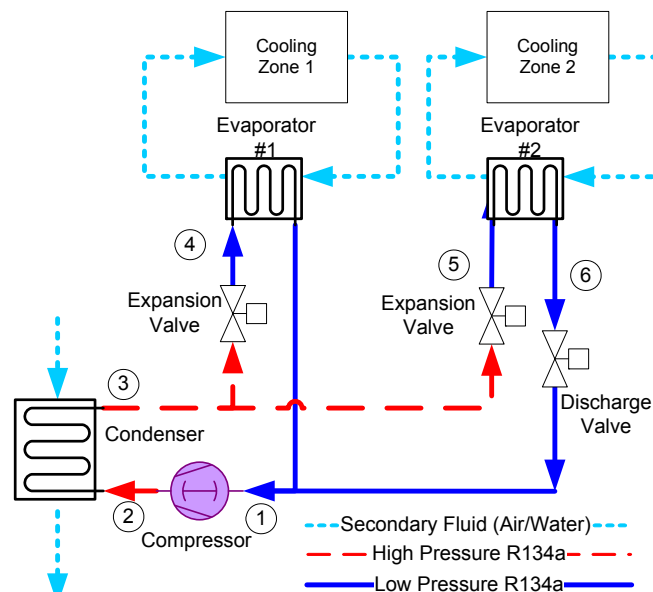 Cooling
Zone 1
Cooling
Zone 2
Evaporator
#1
Evaporator
#2
4
5
6
Expansion
Valve
Expansion
Valve
3
Condenser
Discharge
Valve
2
1
Compressor
Secondary Fluid (Air/Water)
High Pressure R134a
Low Pressure R134a